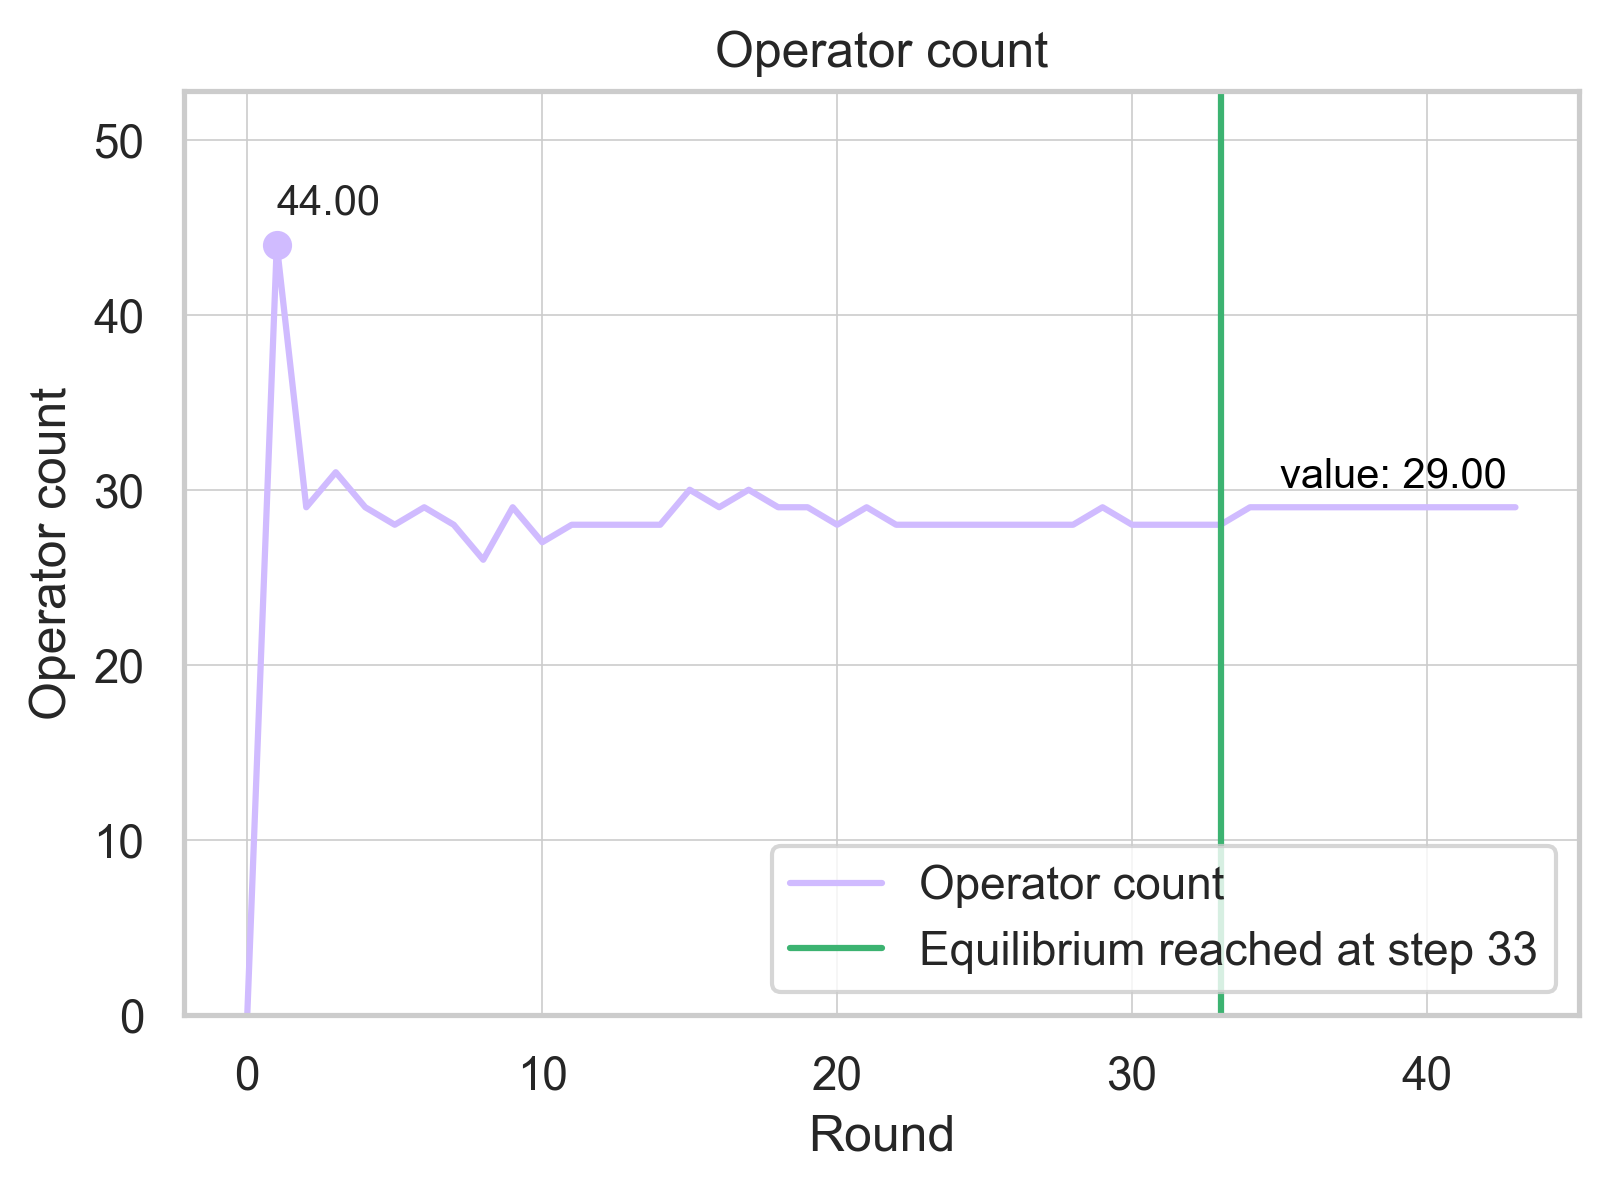 Operator count
50
44.00
40
30
value: 29.00
20
10
0
Operator count
Operator count
Equilibrium reached at step 33
0 10 20 30 40
Round